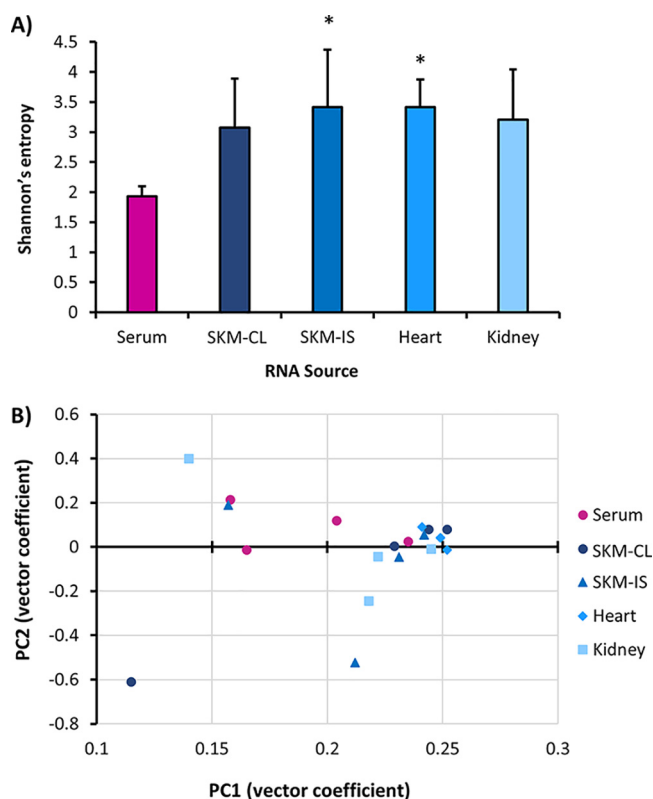 A)
Shannon's entropy
4.5
4
3.5
3
2.5
2
1.5
1
0.5
0
*
*
Serum SKM-CL SKM-IS Heart Kidney
RNA Source
B)
PC2 (vector coefficient)
0.6
0.4
0.2
0
-0.2
-0.4
-0.6
-0.8
0.1 0.15 0.2 0.25 0.3
PC1 (vector coefficient)
Serum
SKM-CL
SKM-IS
Heart
Kidney